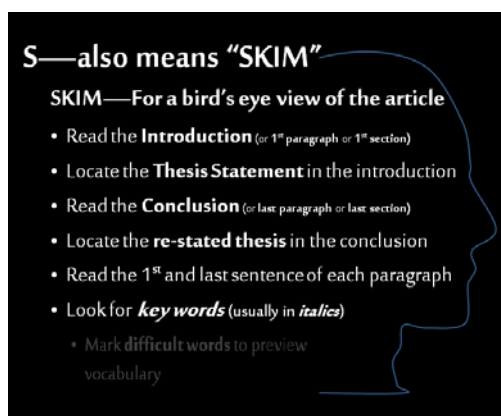 S—also means “SKIM”
SKIM—For a bird’s eye view of the article
• Read the Introduction (or 1st paragraph or 1st section)
• Locate the Thesis Statement in the introduction
• Read the Conclusion (or last paragraph or last section)
• Locate the re-stated thesis in the conclusion
• Read the 1st and last sentence of each paragraph
• Look for key words (usually in italics)
• Mark difficult words to preview
vocabulary